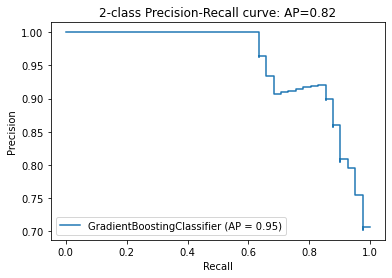 2-class Precision-Recall curve: AP=0.82
1.00
0.95
0.90
0.85
0.80
0.75
0.70
Precision
GradientBoostingClassifier (AP = 0.95)
0.0 0.2 0.4 0.6 0.8 1.0
Recall